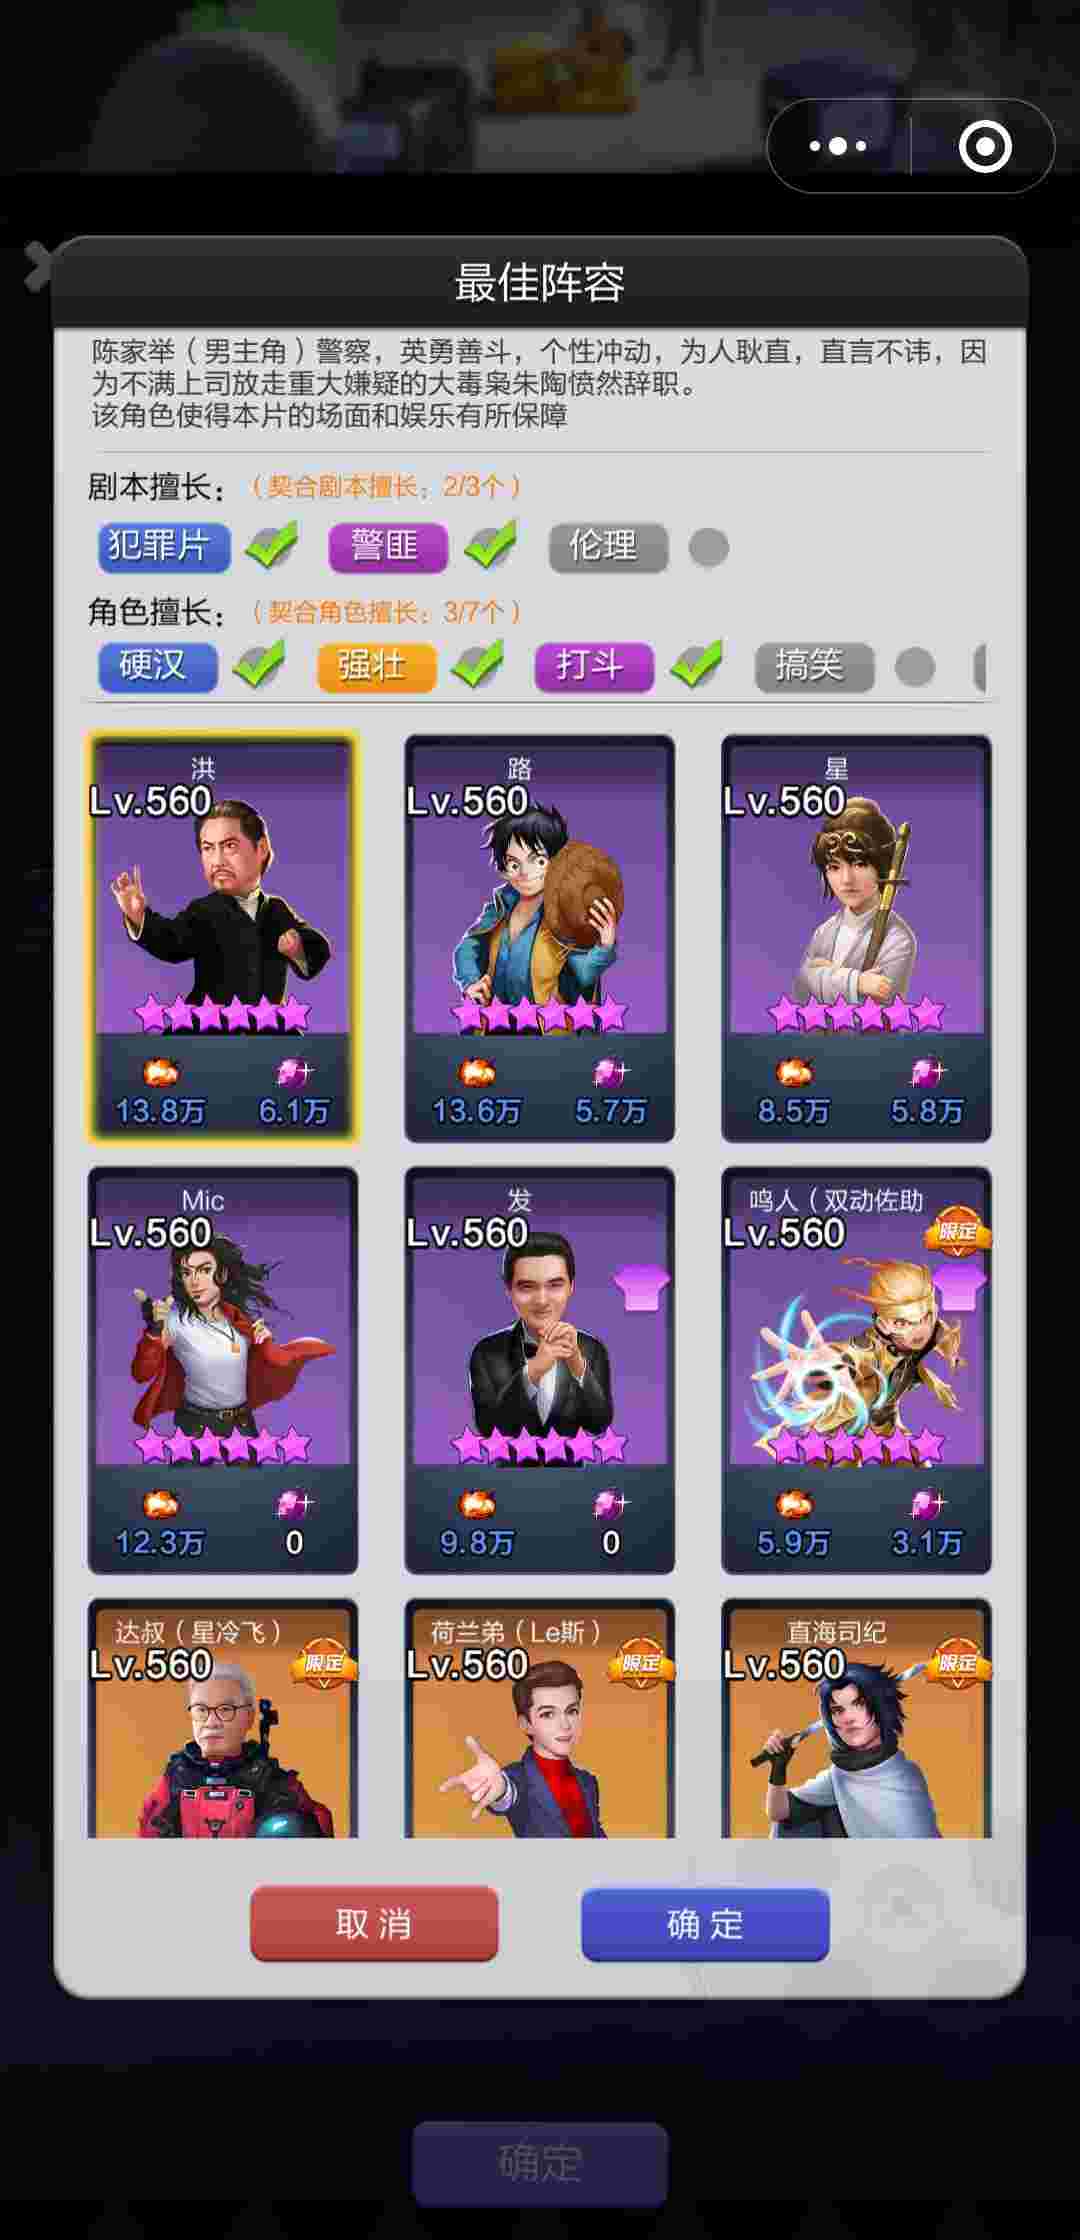 最佳阵容
陈家举（男主角）警察，英勇善斗，个性冲动，为人耿直，直言不讳，因
为不满上司放走重大嫌疑的大毒枭朱陶愤然辞职。
该角色使得本片的场面和娱乐有所保障
剧本擅长：（契合剧本擅长：2/3个）
犯罪片 警匪 伦理
角色擅长：（契合角色擅长：3/7个）
硬汉 强壮 打斗 搞笑
洪 路 星
Lv.560 Lv.560 Lv.560
13.8万 6.1万 13.6万 5.7万 8.5万 5.8万
Mic 发 鸣人（双动佐助
Lv.560 Lv.560 Lv.560 限定
12.3万 0 9.8万 0 5.9万 3.1万
达叔（星冷飞） 荷兰弟（Le斯） 直海司纪
Lv.560 限定 Lv.560 限定 Lv.560 限定
取消 确定
确定